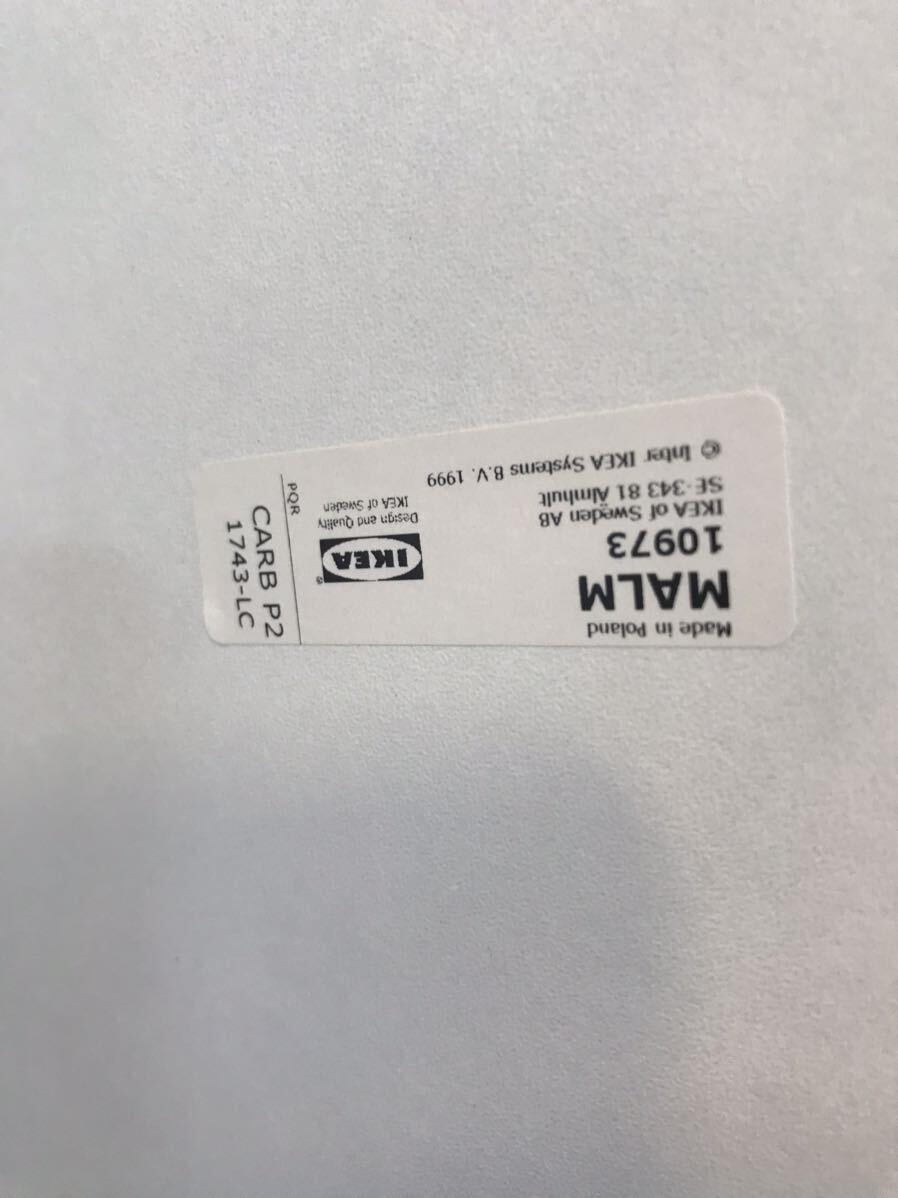 Made in Poland
MALM
10973
IKEA of Sweden AB
SE-343 81 Älmhult
© Inter IKEA Systems B.V. 1999
IKEA®
Design and Quality
IKEA of Sweden
PQR
CARB P2
1743-LC